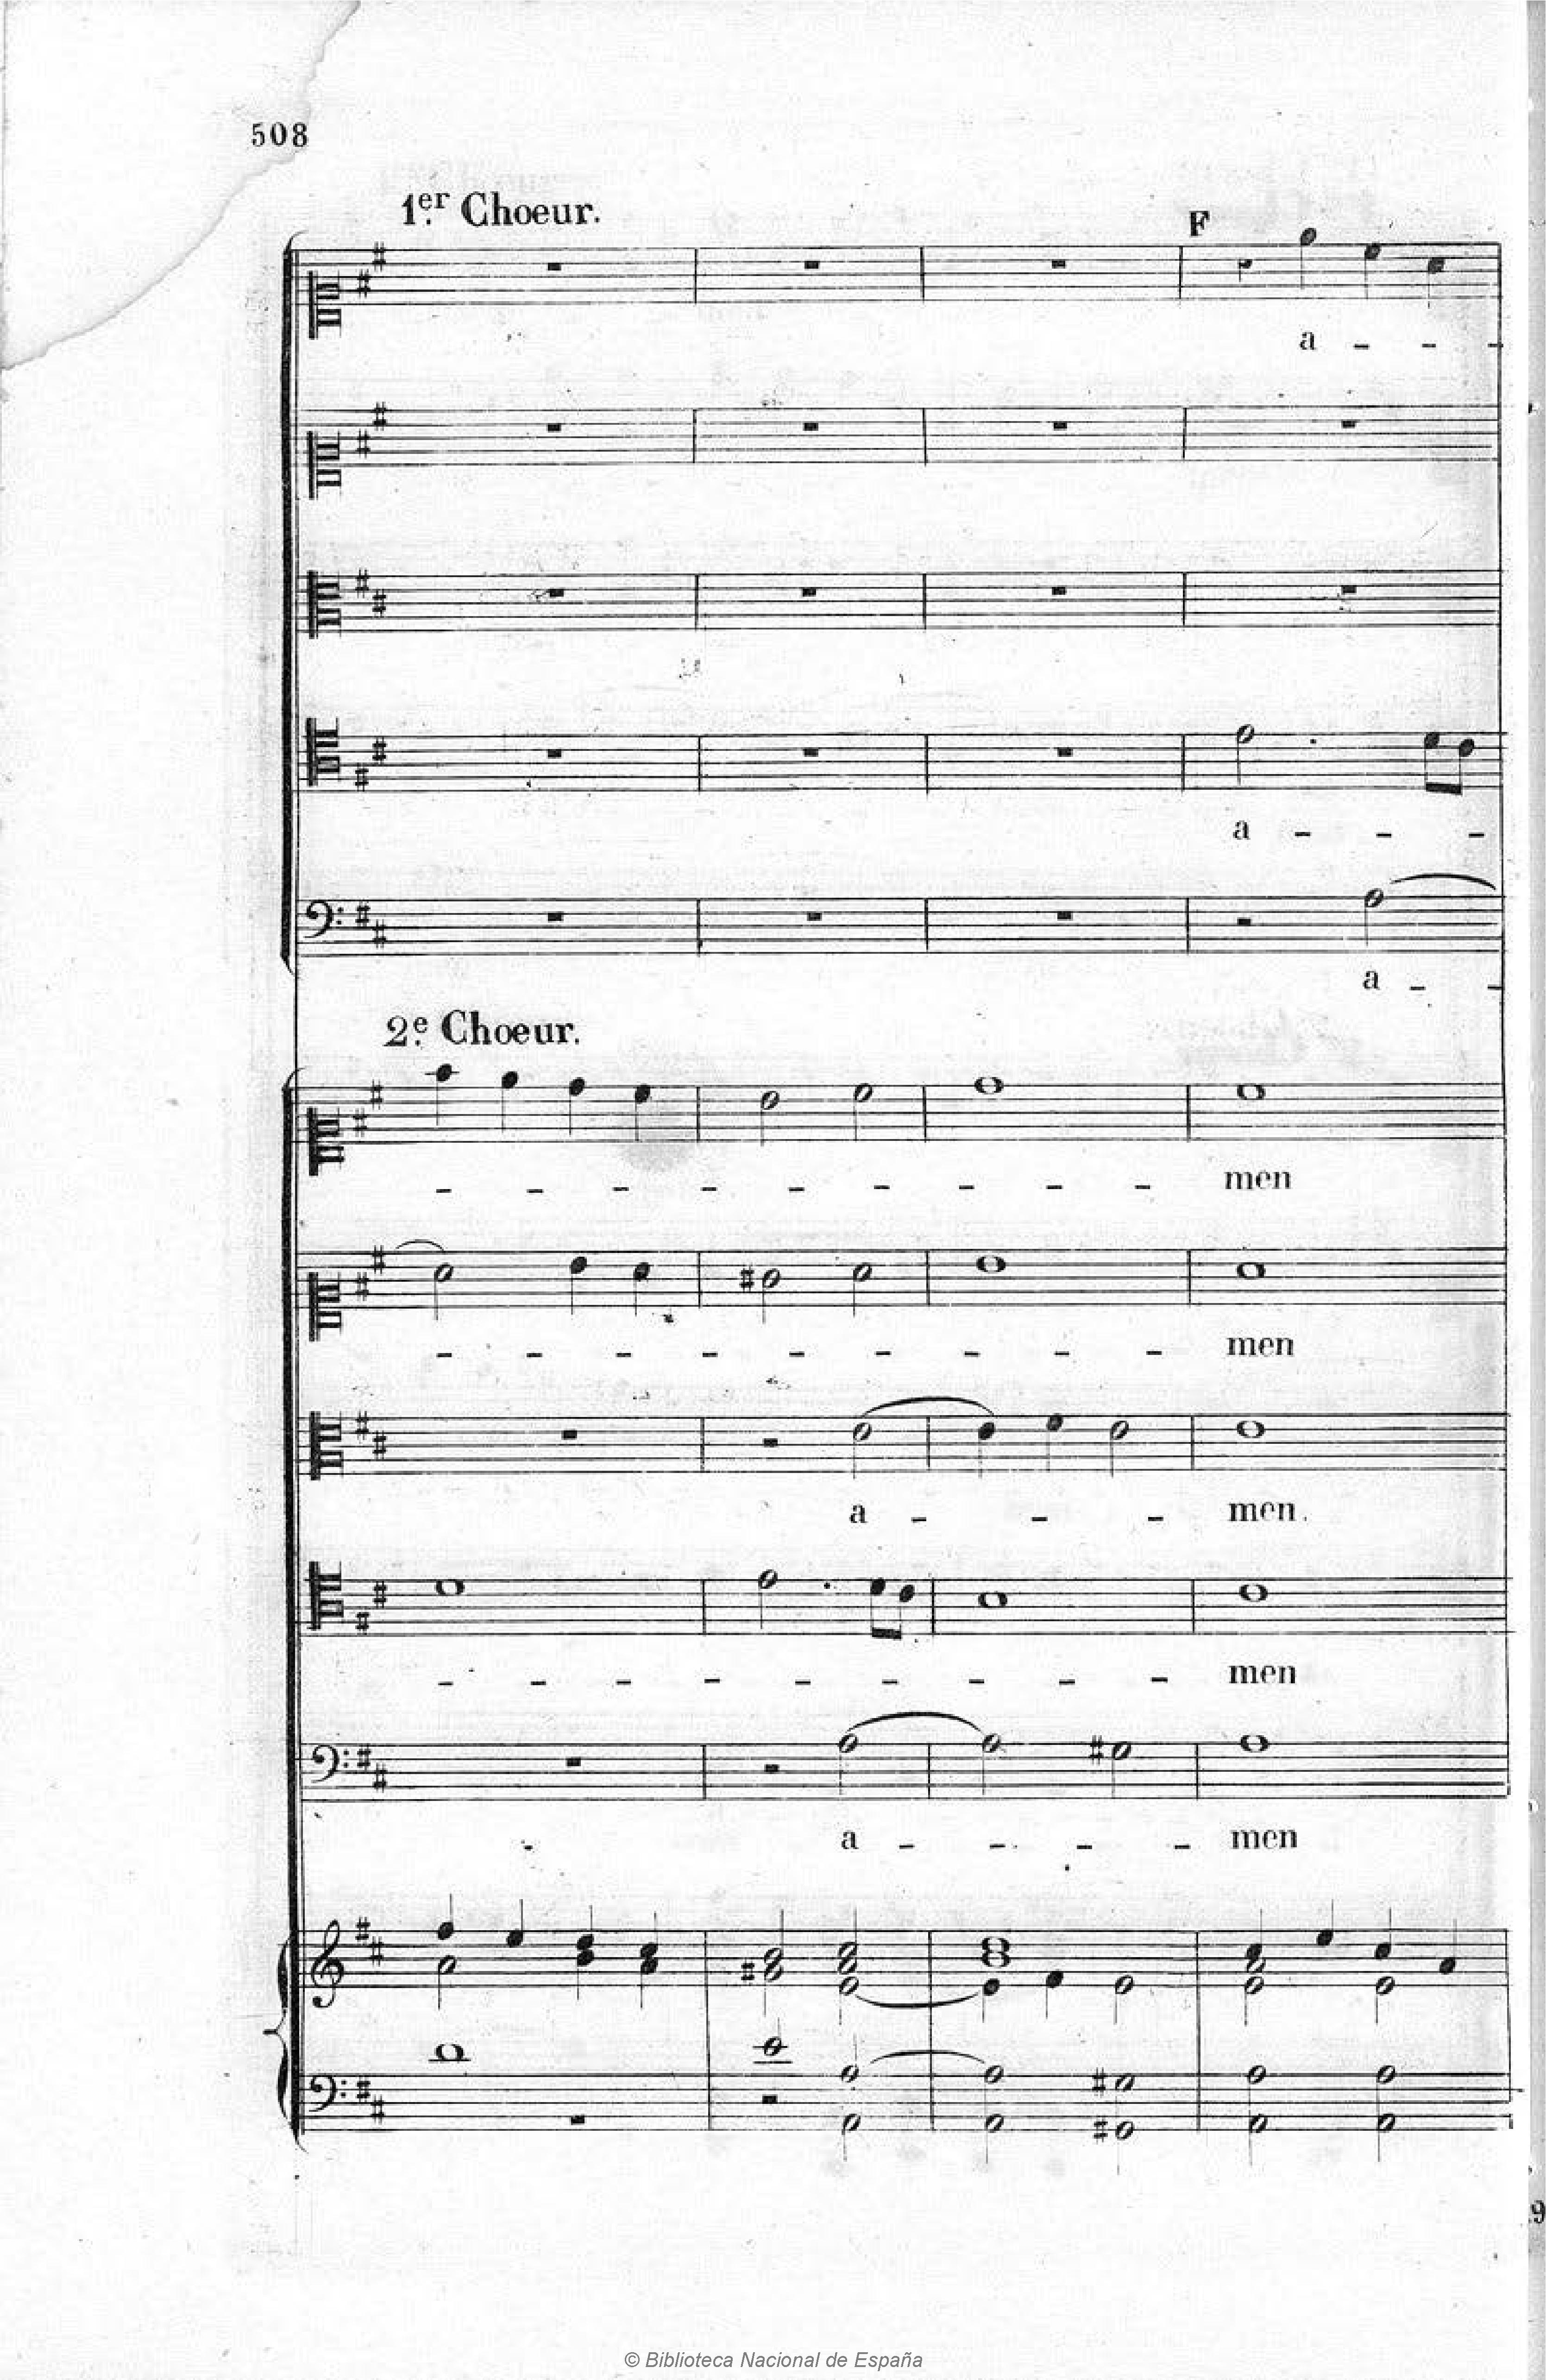 508
1.er Choeur.
F
a - - -
a - - -
a - -
2.e Choeur.
- - - - - - - - - men
- - - - - - - - - men
a - - - men.
- - - - - - - - - men
a - - - - men
9
© Biblioteca Nacional de España